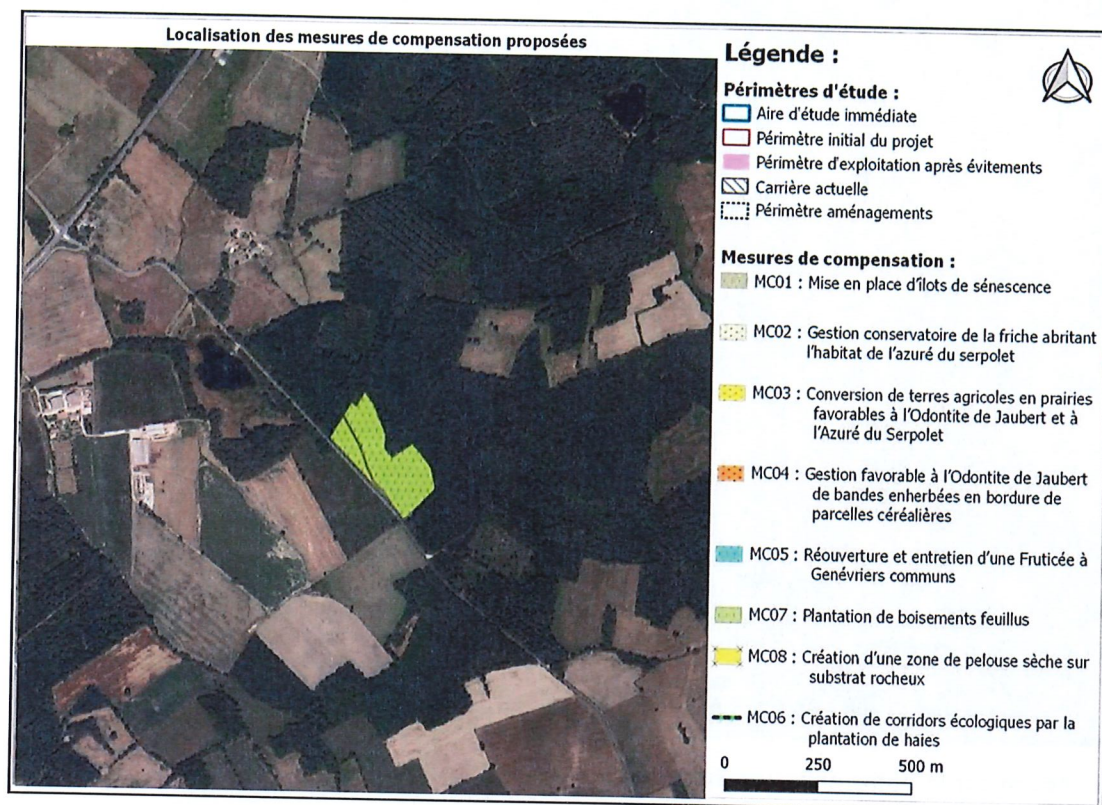 Localisation des mesures de compensation proposées
Légende :
Périmètres d'étude :
Aire d'étude immédiate
Périmètre initial du projet
Périmètre d'exploitation après évitements
Carrière actuelle
Périmètre aménagements
Mesures de compensation :
MC01 : Mise en place d'îlots de sénescence
MC02 : Gestion conservatoire de la friche abritant
l'habitat de l'azuré du serpolet
MC03 : Conversion de terres agricoles en prairies
favorables à l'Odontite de Jaubert et à
l'Azuré du Serpolet
MC04 : Gestion favorable à l'Odontite de Jaubert
de bandes enherbées en bordure de
parcelles céréalières
MC05 : Réouverture et entretien d'une Fruticée à
Genévriers communs
MC07 : Plantation de boisements feuillus
MC08 : Création d'une zone de pelouse sèche sur
substrat rocheux
MC06 : Création de corridors écologiques par la
plantation de haies
0 250 500 m